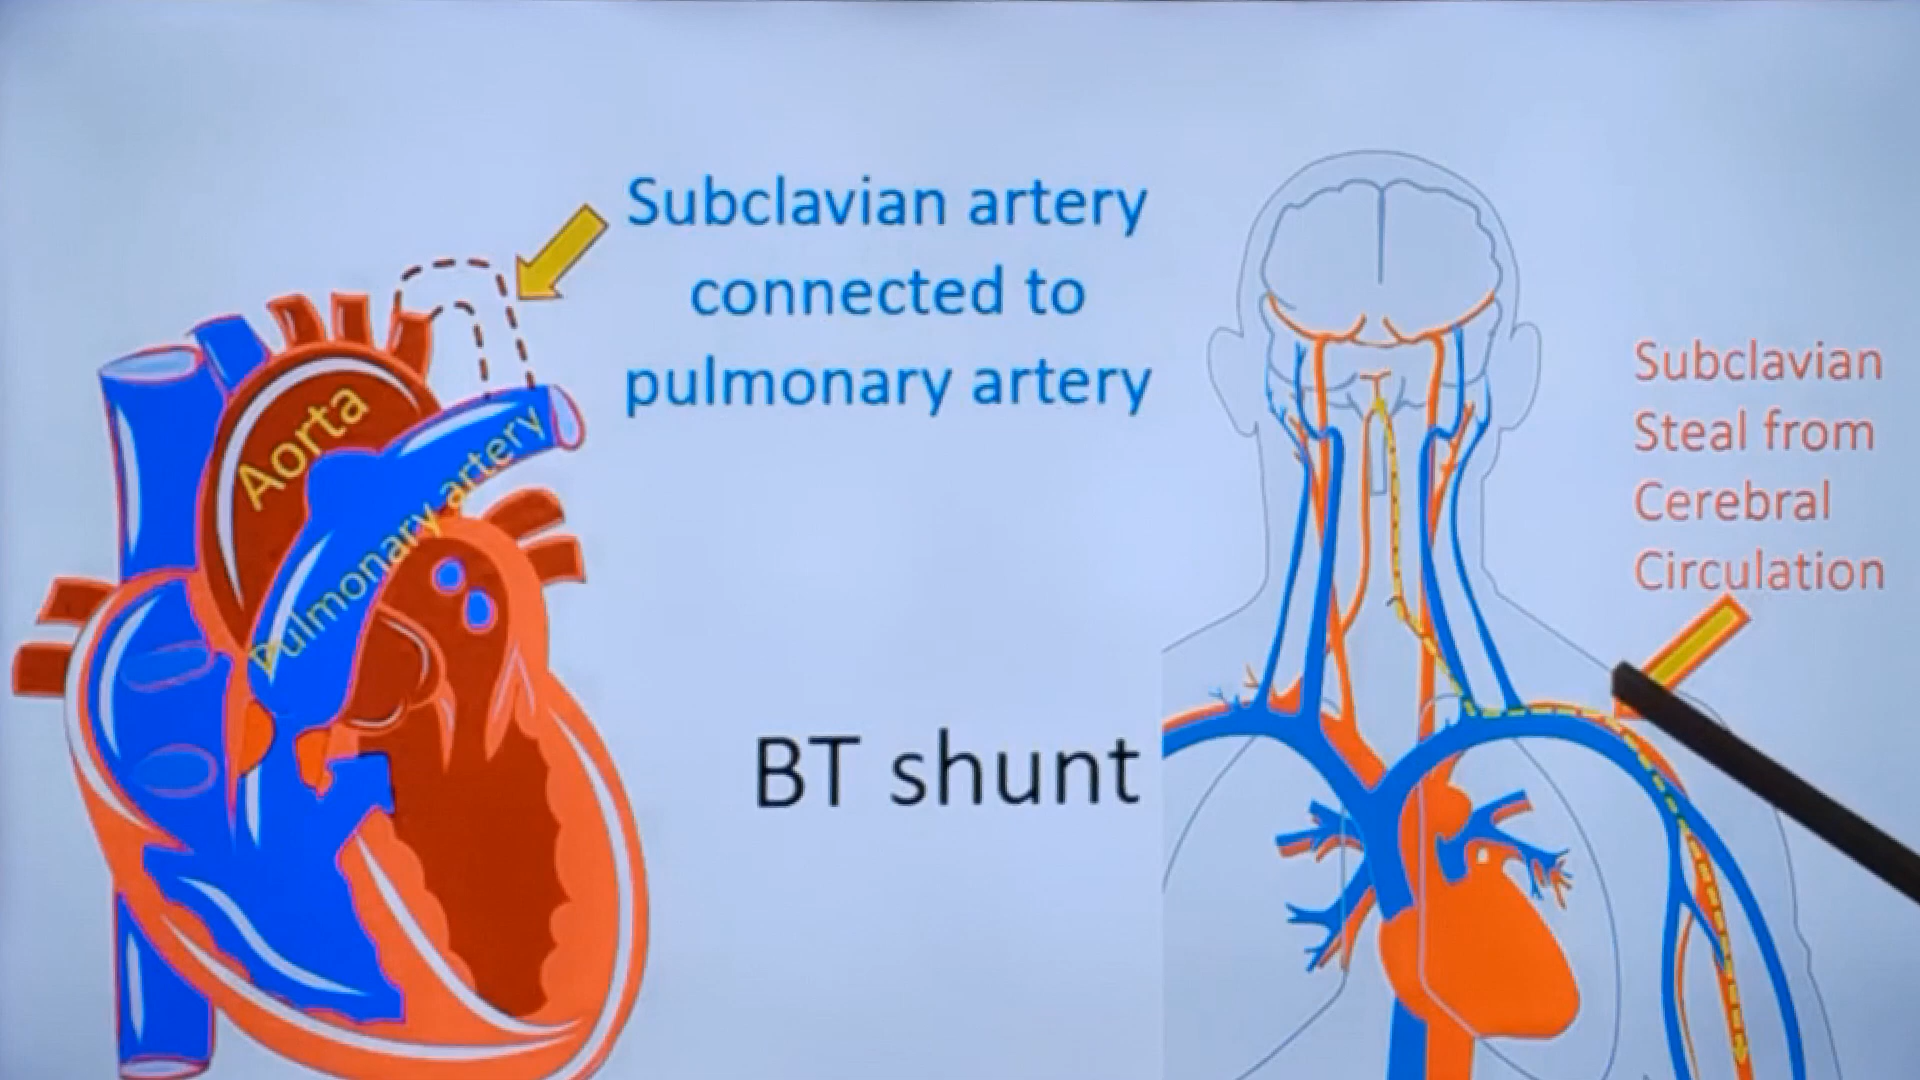 Subclavian artery
connected to
pulmonary artery
Aorta
Pulmonary artery
BT shunt
Subclavian
Steal from
Cerebral
Circulation